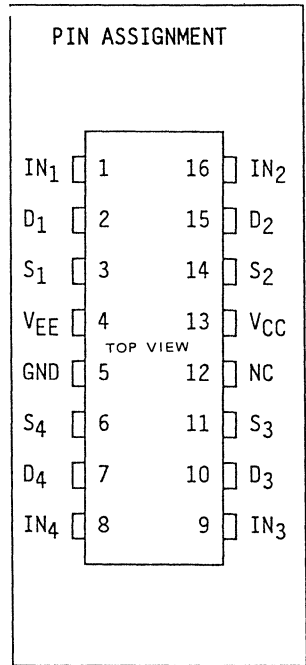 PIN ASSIGNMENT
IN1 1 16 IN2
D1 2 15 D2
S1 3 14 S2
VEE 4 13 VCC
TOP VIEW
GND 5 12 NC
S4 6 11 S3
D4 7 10 D3
IN4 8 9 IN3